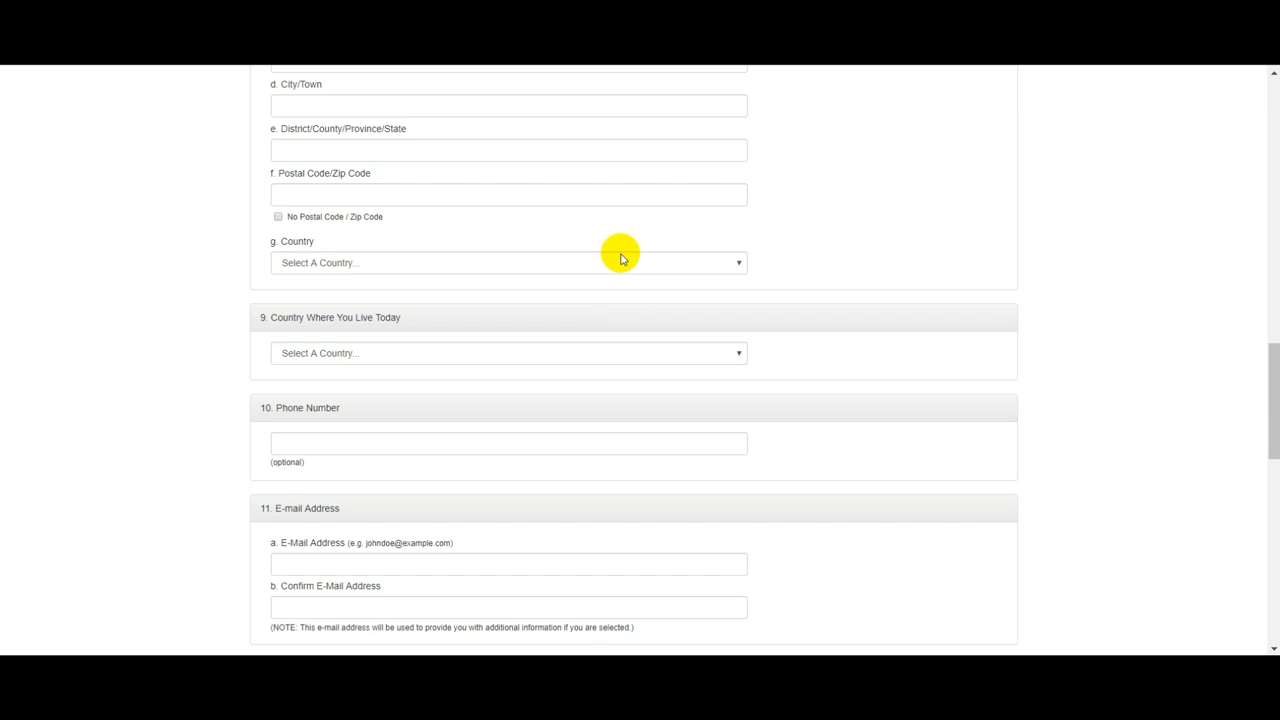 d. City/Town
e. District/County/Province/State
f. Postal Code/Zip Code
No Postal Code / Zip Code
g. Country
Select A Country...
9. Country Where You Live Today
Select A Country...
10. Phone Number
(optional)
11. E-mail Address
a. E-Mail Address (e.g. johndoe@example.com)
b. Confirm E-Mail Address
(NOTE: This e-mail address will be used to provide you with additional information if you are selected.)